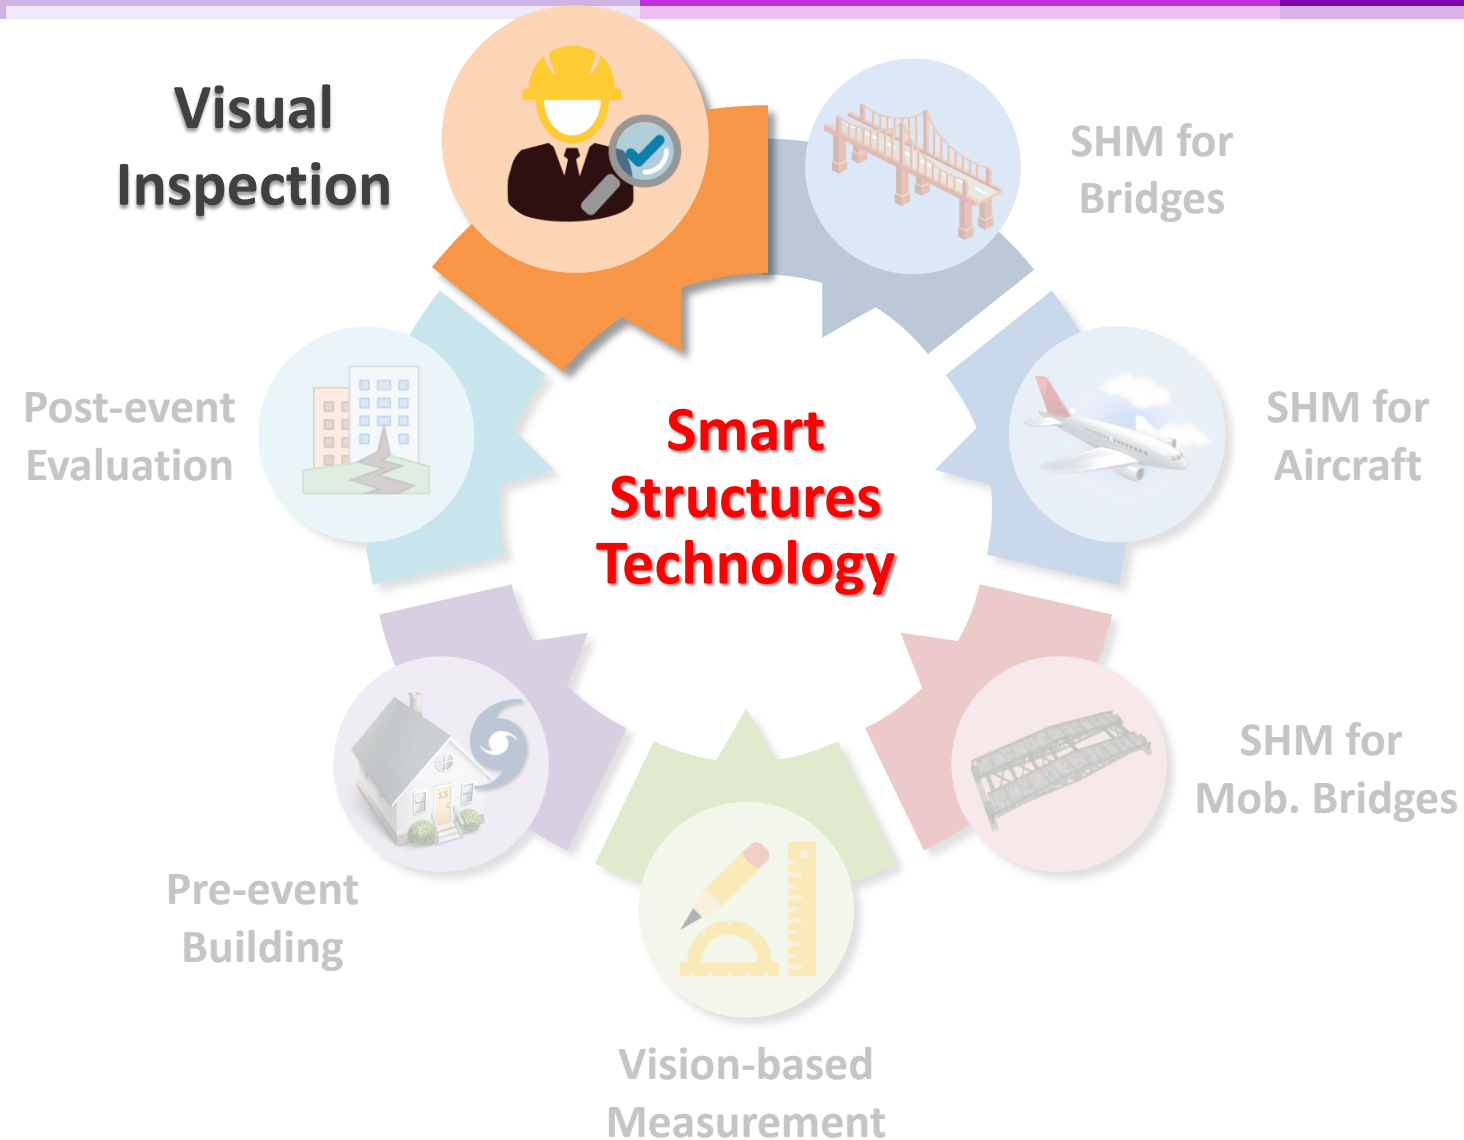 Visual
Inspection
SHM for
Bridges
SHM for
Aircraft
SHM for
Mob. Bridges
Vision-based
Measurement
Pre-event
Building
13
Post-event
Evaluation
Smart
Structures
Technology